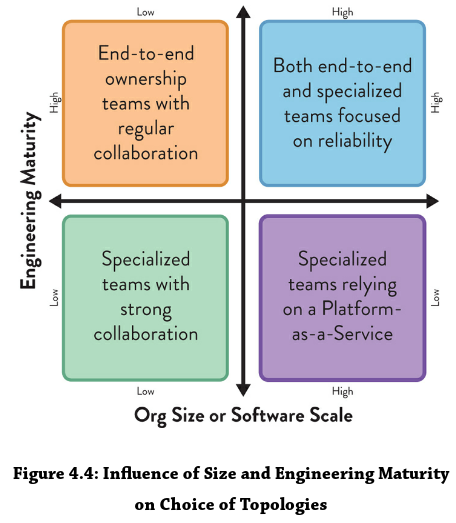 Low
High
High
Engineering Maturity
End-to-end
ownership
teams with
regular
collaboration
Both end-to-end
and specialized
teams focused
on reliability
High
Low
Specialized
teams with
strong
collaboration
Specialized
teams relying
on a Platform-
as-a-Service
Low
Low
High
Org Size or Software Scale
Figure 4.4: Influence of Size and Engineering Maturity
on Choice of Topologies